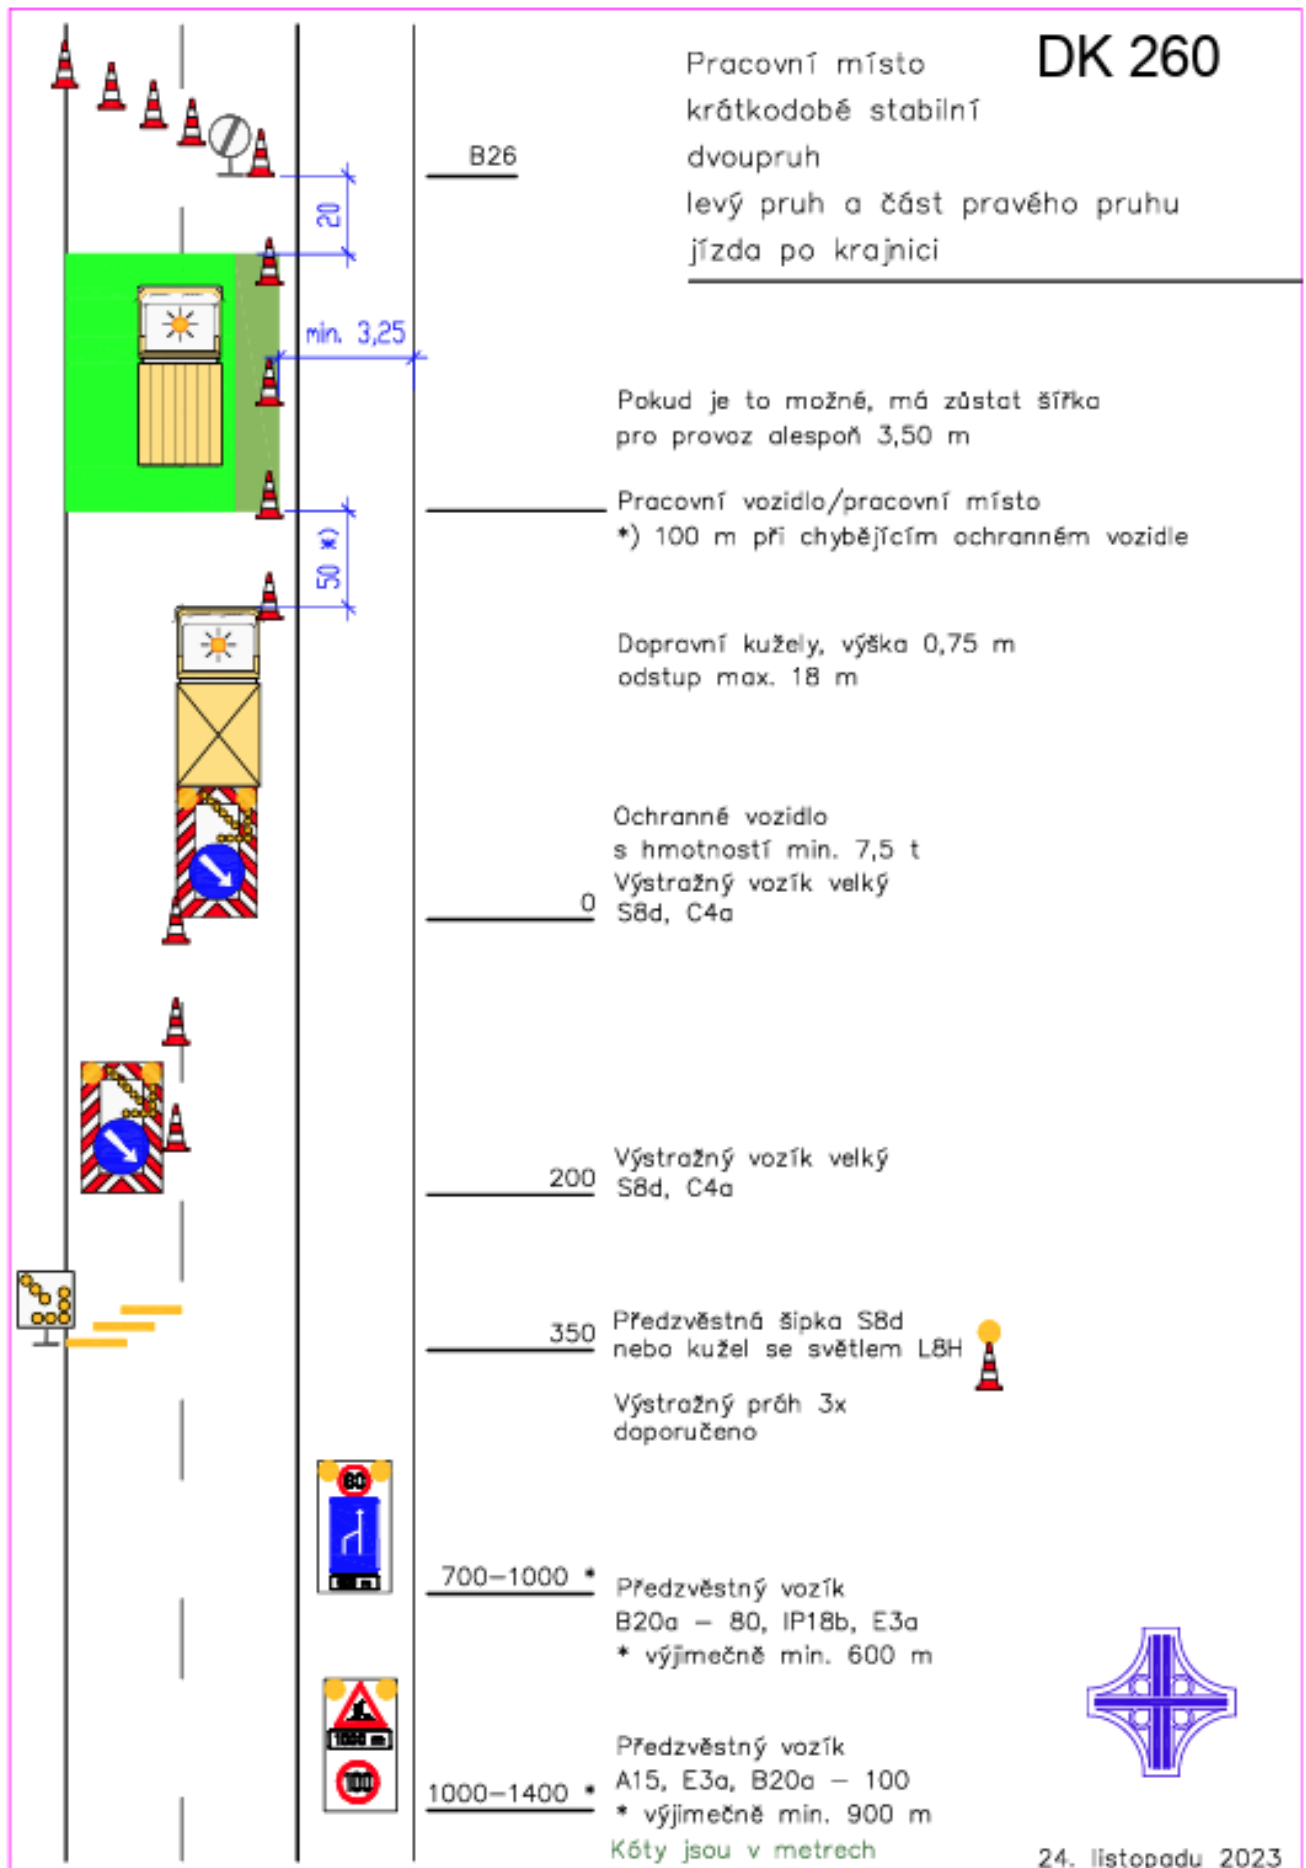 DK 260
Pracovní místo
krátkodobé stabilní
dvoupruh
levý pruh a část pravého pruhu
jízda po krajnici
B26
20
min. 3,25
Pokud je to možné, má zůstat šířka
pro provoz alespoň 3,50 m
Pracovní vozidlo/pracovní místo
*) 100 m při chybějícím ochranném vozidle
50 *)
Dopravní kužely, výška 0,75 m
odstup max. 18 m
Ochranné vozidlo
s hmotností min. 7,5 t
Výstražný vozík velký
0
S8d, C4a
Výstražný vozík velký
200
S8d, C4a
350
Předzvěstná šipka S8d
nebo kužel se světlem L8H
Výstražný práh 3x
doporučeno
80
700-1000 *
Předzvěstný vozík
B20a – 80, IP18b, E3a
* výjimečně min. 600 m
1000 m
100
1000-1400 *
Předzvěstný vozík
A15, E3a, B20a – 100
* výjimečně min. 900 m
Kóty jsou v metrech
24. listopadu 2023